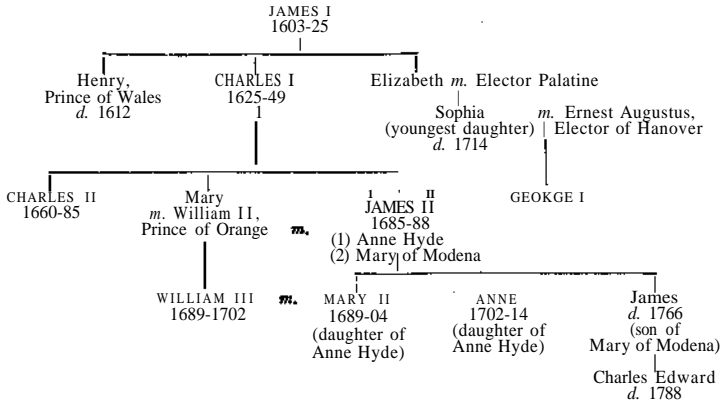 JAMES I
1603-25
Henry,
Prince of Wales
d. 1612
CHARLES I
1625-49
1
Elizabeth m. Elector Palatine
Sophia
(youngest daughter)
d. 1714
m. Ernest Augustus,
Elector of Hanover
CHARLES II
1660-85
Mary
m. William II,
Prince of Orange
m.
1 ' II
JAMES II
1685-88
(1) Anne Hyde
(2) Mary of Modena
GEOKGE I
WILLIAM III
1689-1702
m.
MARY II
1689-04
(daughter of
Anne Hyde)
ANNE
1702-14
(daughter of
Anne Hyde)
James
d. 1766
(son of
Mary of Modena)
Charles Edward
d. 1788